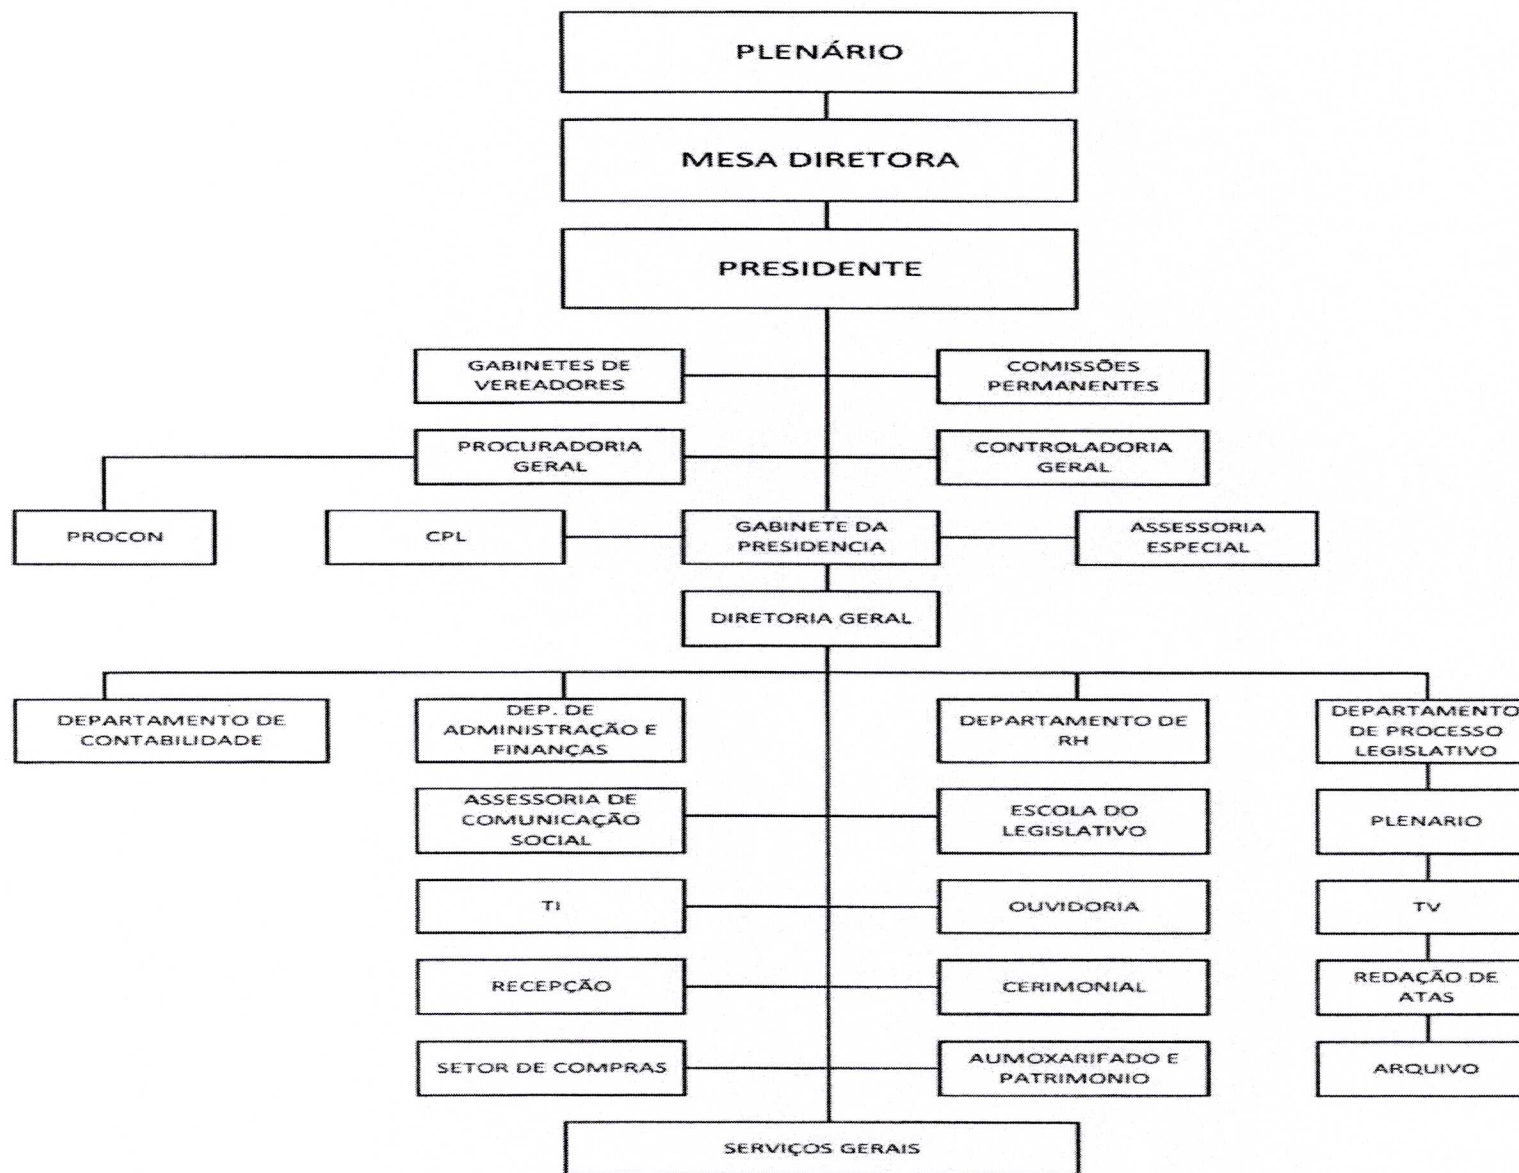 PLENÁRIO
MESA DIRETORA
PRESIDENTE
GABINETES DE
VEREADORES
COMISSÕES
PERMANENTES
PROCURADORIA
GERAL
CONTROLADORIA
GERAL
PROCON
CPL
GABINETE DA
PRESIDENCIA
ASSESSORIA
ESPECIAL
DIRETORIA GERAL
DEPARTAMENTO DE
CONTABILIDADE
DEP. DE
ADMINISTRAÇÃO E
FINANÇAS
DEPARTAMENTO DE
RH
DEPARTAMENTO
DE PROCESSO
LEGISLATIVO
ASSESSORIA DE
COMUNICAÇÃO
SOCIAL
ESCOLA DO
LEGISLATIVO
PLENARIO
TI
OUVIDORIA
TV
RECEPÇÃO
CERIMONIAL
REDAÇÃO DE
ATAS
SETOR DE COMPRAS
AUMOXARIFADO E
PATRIMONIO
ARQUIVO
SERVIÇOS GERAIS